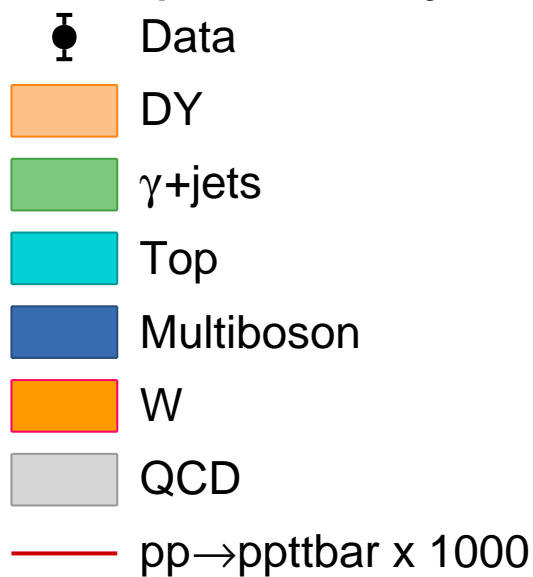 Data
DY
γ+jets
Top
Multiboson
W
QCD
pp→ppttbar x 1000